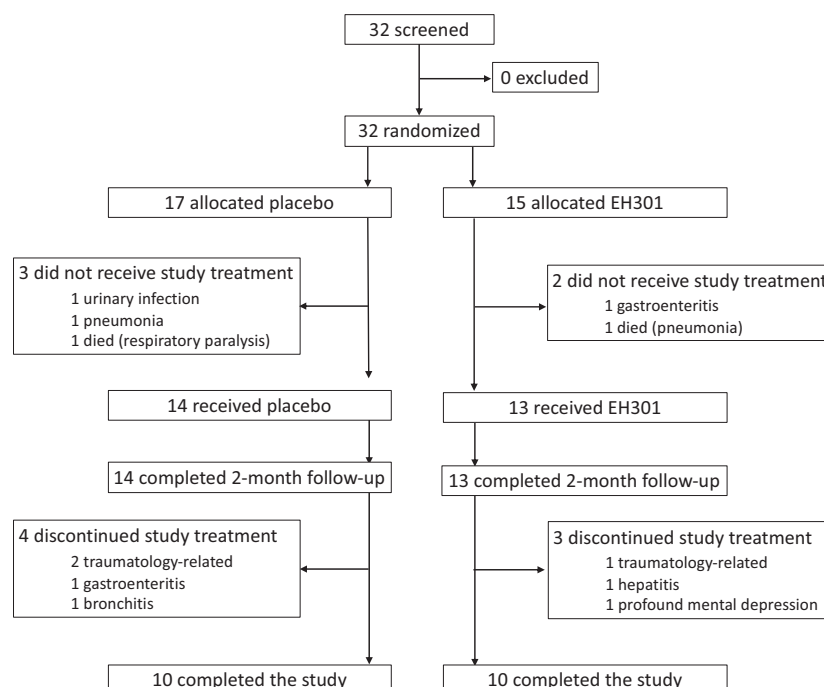 32 screened
0 excluded
32 randomized
17 allocated placebo
15 allocated EH301
3 did not receive study treatment
1 urinary infection
1 pneumonia
1 died (respiratory paralysis)
2 did not receive study treatment
1 gastroenteritis
1 died (pneumonia)
14 received placebo
13 received EH301
14 completed 2-month follow-up
13 completed 2-month follow-up
4 discontinued study treatment
2 traumatology-related
1 gastroenteritis
1 bronchitis
3 discontinued study treatment
1 traumatology-related
1 hepatitis
1 profound mental depression
10 completed the study
10 completed the study